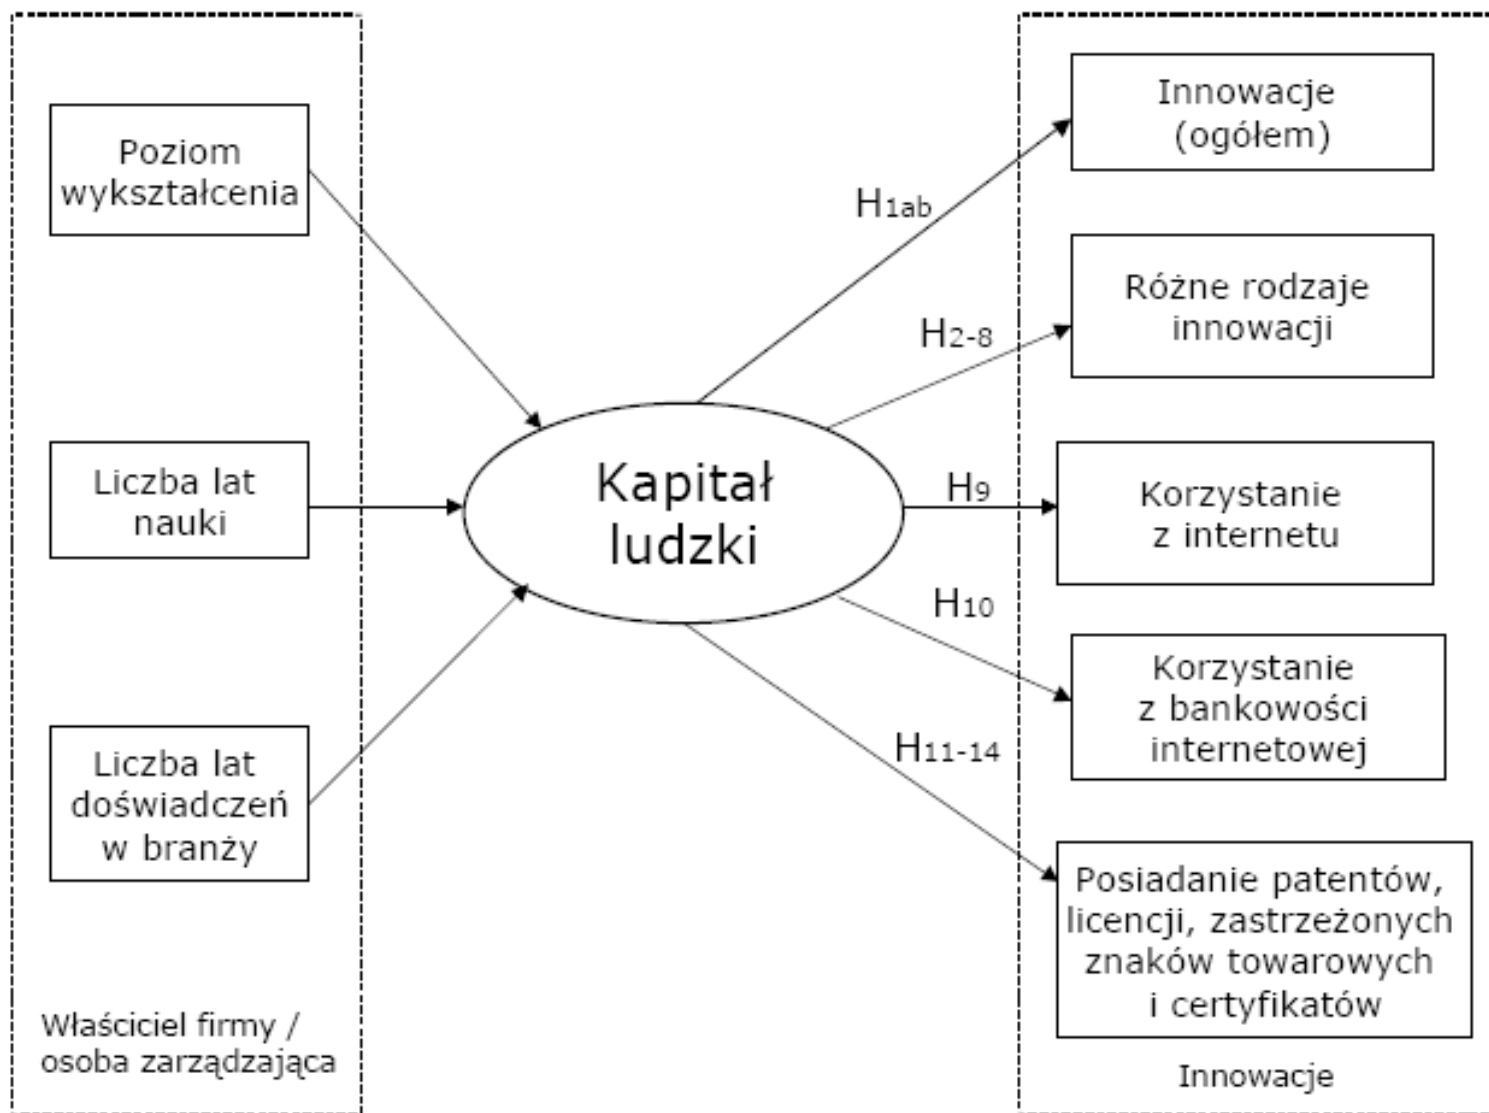 Poziom
wykształcenia
Liczba lat
nauki
Liczba lat
doświadczeń
w branży
Właściciel firmy /
osoba zarządzająca
Kapitał
ludzki
H1ab
H2-8
H9
H10
H11-14
Innowacje
(ogółem)
Różne rodzaje
innowacji
Korzystanie
z internetu
Korzystanie
z bankowości
internetowej
Posiadanie patentów,
licencji, zastrzeżonych
znaków towarowych
i certyfikatów
Innowacje